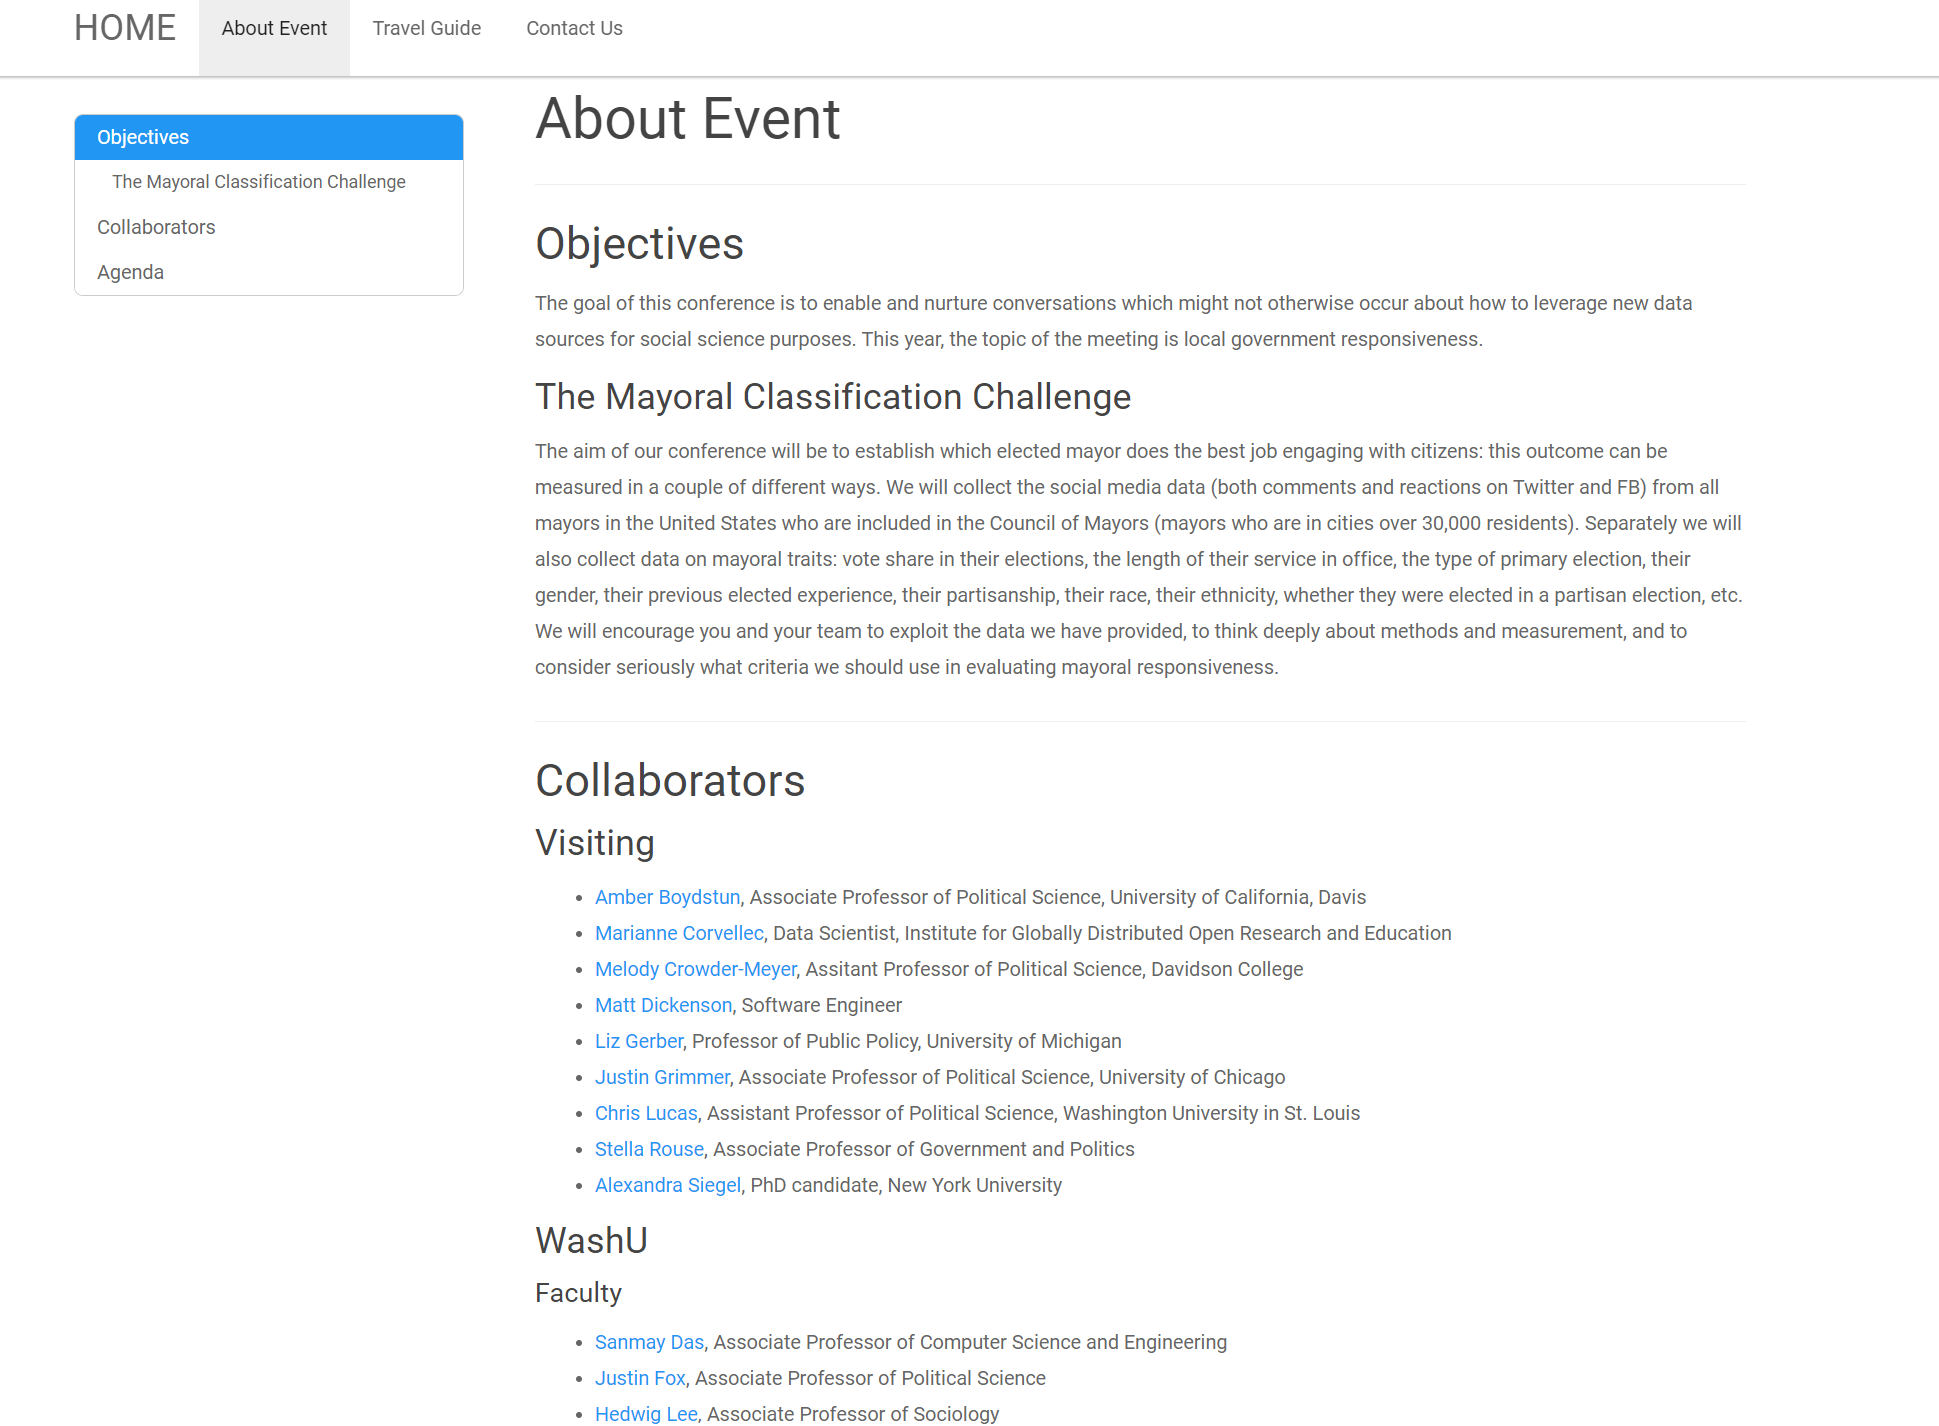 HOME About Event Travel Guide Contact Us
Objectives
The Mayoral Classification Challenge
Collaborators
Agenda
About Event
Objectives
The goal of this conference is to enable and nurture conversations which might not otherwise occur about how to leverage new data
sources for social science purposes. This year, the topic of the meeting is local government responsiveness.
The Mayoral Classification Challenge
The aim of our conference will be to establish which elected mayor does the best job engaging with citizens: this outcome can be
measured in a couple of different ways. We will collect the social media data (both comments and reactions on Twitter and FB) from all
mayors in the United States who are included in the Council of Mayors (mayors who are in cities over 30,000 residents). Separately we will
also collect data on mayoral traits: vote share in their elections, the length of their service in office, the type of primary election, their
gender, their previous elected experience, their partisanship, their race, their ethnicity, whether they were elected in a partisan election, etc.
We will encourage you and your team to exploit the data we have provided, to think deeply about methods and measurement, and to
consider seriously what criteria we should use in evaluating mayoral responsiveness.
Collaborators
Visiting
• Amber Boydstun, Associate Professor of Political Science, University of California, Davis
• Marianne Corvellec, Data Scientist, Institute for Globally Distributed Open Research and Education
• Melody Crowder-Meyer, Assitant Professor of Political Science, Davidson College
• Matt Dickenson, Software Engineer
• Liz Gerber, Professor of Public Policy, University of Michigan
• Justin Grimmer, Associate Professor of Political Science, University of Chicago
• Chris Lucas, Assistant Professor of Political Science, Washington University in St. Louis
• Stella Rouse, Associate Professor of Government and Politics
• Alexandra Siegel, PhD candidate, New York University
WashU
Faculty
• Sanmay Das, Associate Professor of Computer Science and Engineering
• Justin Fox, Associate Professor of Political Science
• Hedwig Lee, Associate Professor of Sociology